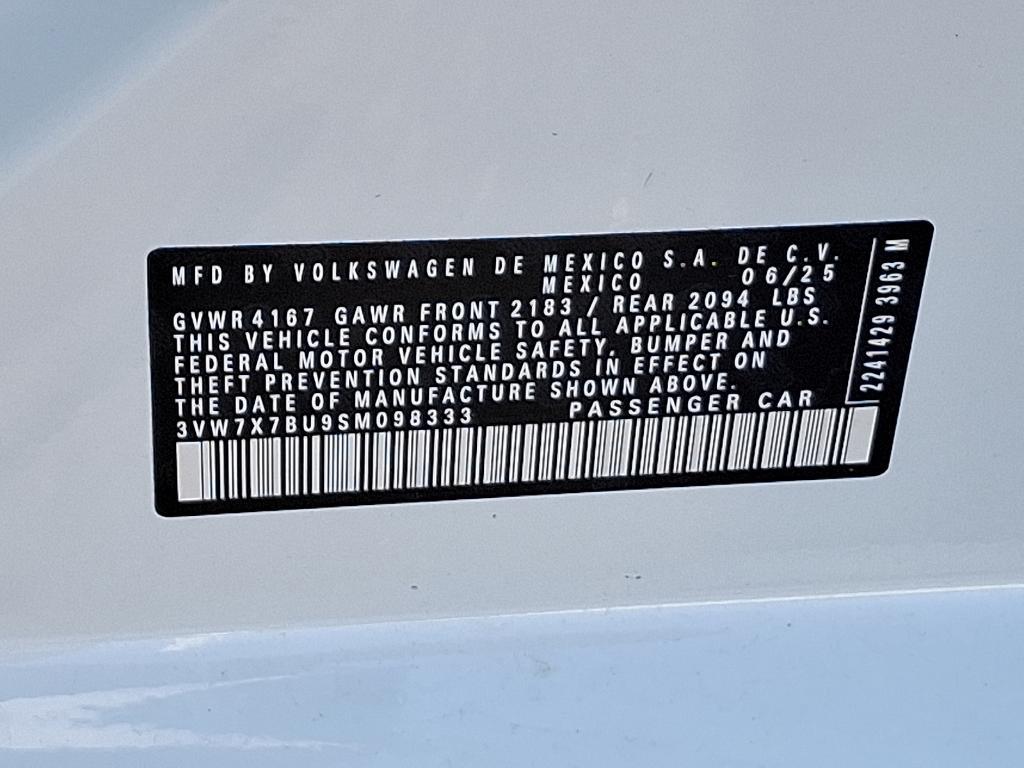 MFD BY VOLKSWAGEN DE MEXICO S.A. DE C.V.
MEXICO 06/25
GVWR 4167 GAWR FRONT 2183 / REAR 2094 LBS
THIS VEHICLE CONFORMS TO ALL APPLICABLE U.S.
FEDERAL MOTOR VEHICLE SAFETY, BUMPER AND
THEFT PREVENTION STANDARDS IN EFFECT ON
THE DATE OF MANUFACTURE SHOWN ABOVE.
3VW7X7BU9SM098333 PASSENGER CAR
2241429 3963 M